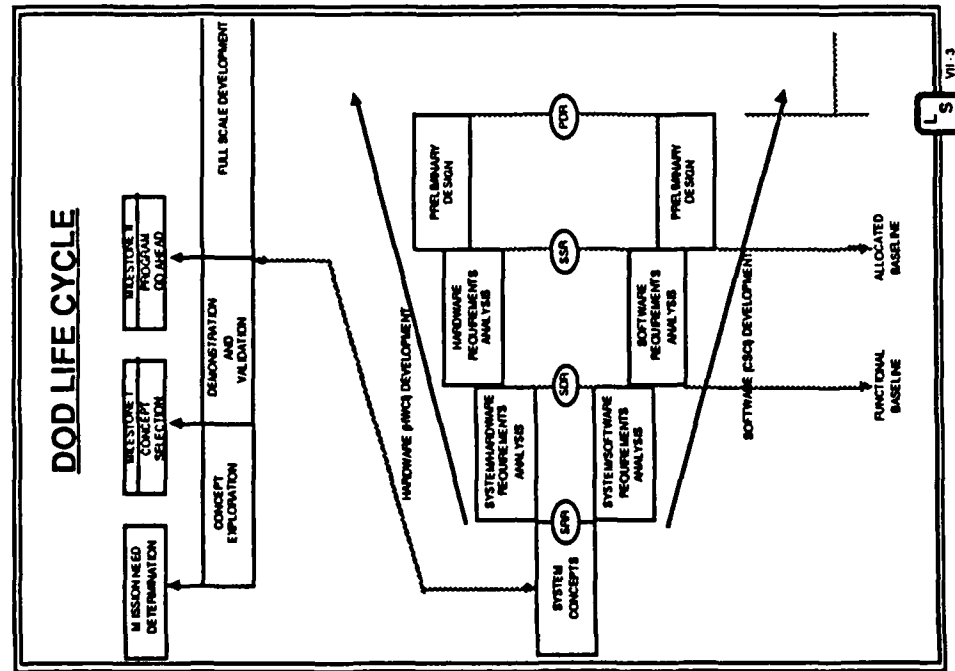 DOD LIFE CYCLE
MISSION NEED
DETERMINATION
MILESTONE I
CONCEPT
SELECTION
MILESTONE II
PROGRAM
GO AHEAD
CONCEPT
EXPLORATION
DEMONSTRATION
AND
VALIDATION
FULL SCALE DEVELOPMENT
HARDWARE (HWCI) DEVELOPMENT
SYSTEM
CONCEPTS
SRR
SYSTEM/HARDWARE
REQUIREMENTS
ANALYSIS
SYSTEM/SOFTWARE
REQUIREMENTS
ANALYSIS
SDR
HARDWARE
REQUIREMENTS
ANALYSIS
SOFTWARE
REQUIREMENTS
ANALYSIS
SSR
PRELIMINARY
DESIGN
PRELIMINARY
DESIGN
PDR
SOFTWARE (CSCI) DEVELOPMENT
FUNCTIONAL
BASELINE
ALLOCATED
BASELINE
L
S
VII-3